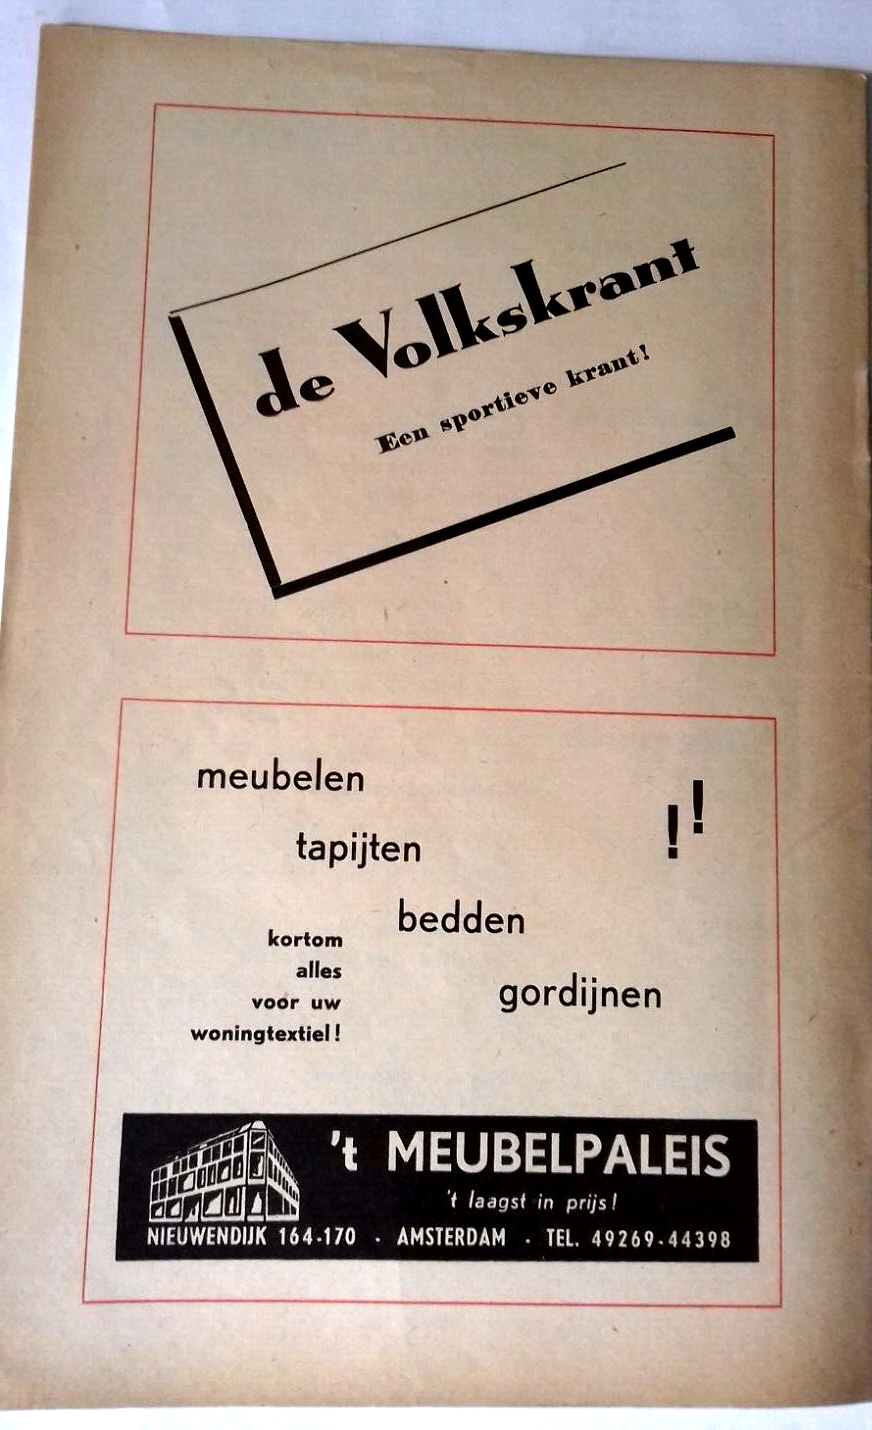 de Volkskrant
Een sportieve krant!
meubelen
!!
tapijten
bedden
gordijnen
kortom
alles
voor uw
woningtextiel!
't MEUBELPALEIS
't laagst in prijs!
NIEUWENDIJK 164-170 - AMSTERDAM - TEL. 49269-44398